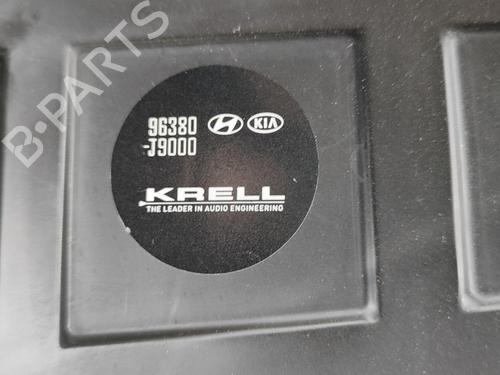 B-PARTS
96380
-J9000
KIA
KRELL
THE LEADER IN AUDIO ENGINEERING